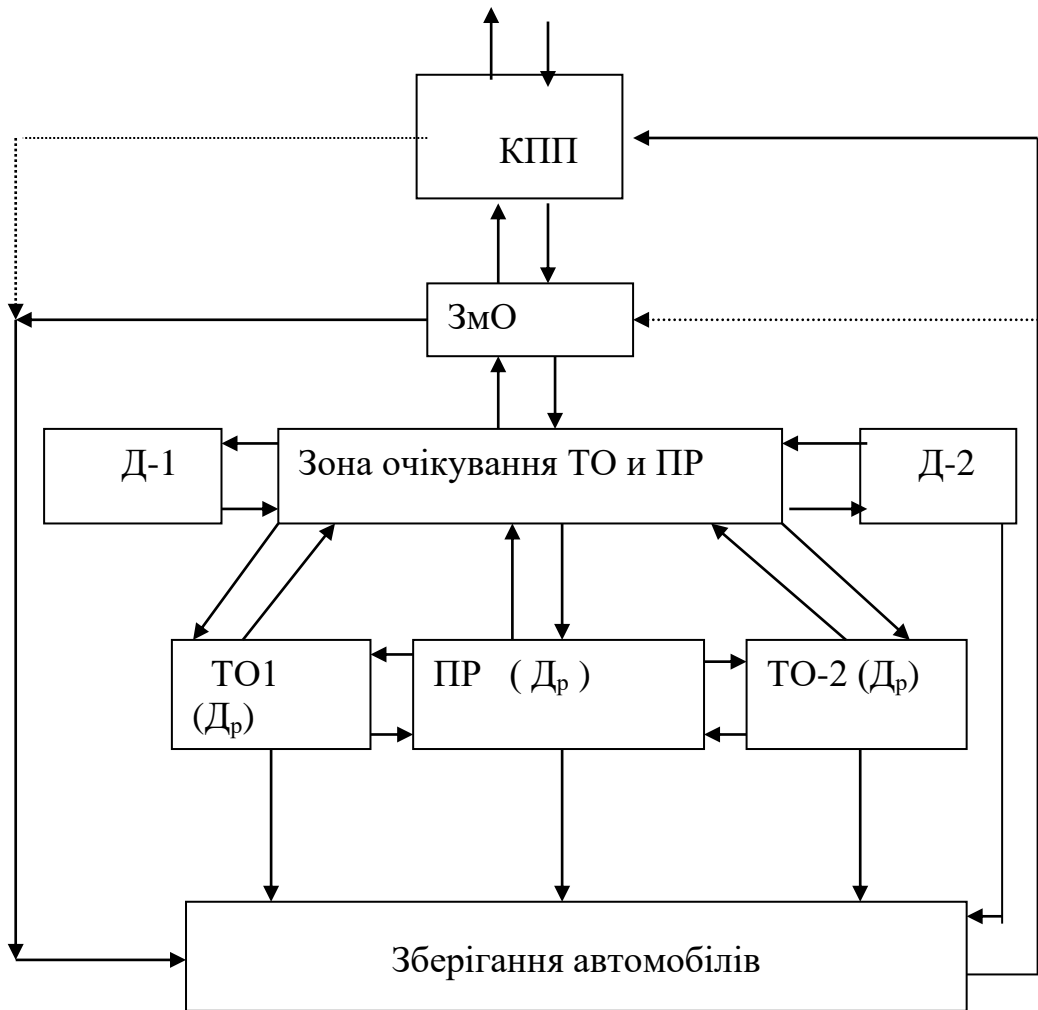 КПП
ЗмО
Д-1
Зона очікування ТО и ПР
Д-2
ТО1
(Др)
ПР ( Др )
ТО-2 (Др)
Зберігання автомобілів